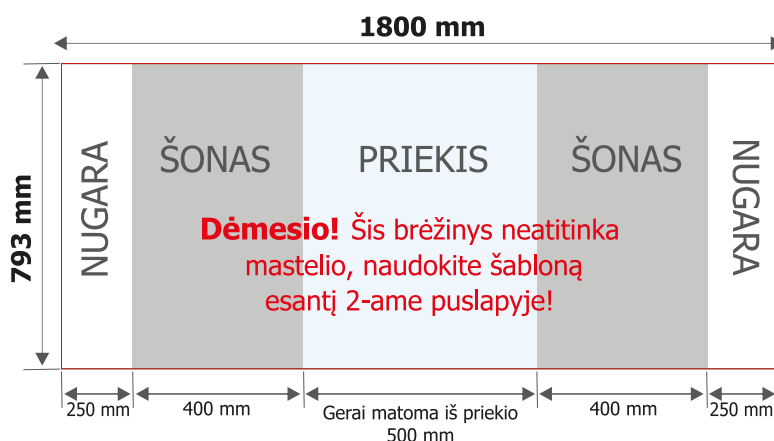 1800 mm
793 mm
NUGARA
ŠONAS
PRIEKIS
ŠONAS
NUGARA
Dėmesio! Šis brėžinys neatitinka
mastelio, naudokite šabloną
esantį 2-ame puslapyje!
250 mm
400 mm
Gerai matoma iš priekio
500 mm
400 mm
250 mm